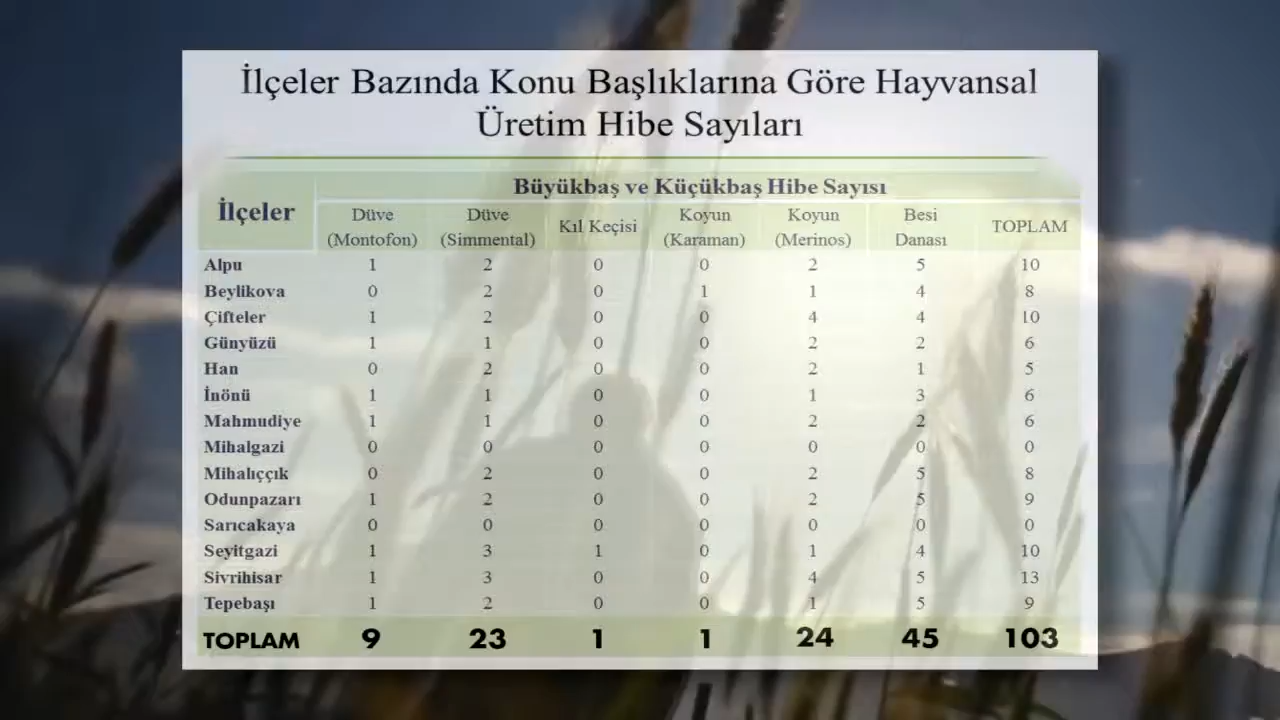 İlçeler Bazında Konu Başlıklarına Göre Hayvansal
Üretim Hibe Sayıları
İlçeler
Büyükbaş ve Küçükbaş Hibe Sayısı
Düve (Montofon) Düve (Simmental) Kıl Keçisi Koyun (Karaman) Koyun (Merinos) Besi Danası TOPLAM
Alpu 1 2 0 0 2 5 10
Beylikova 0 2 0 1 1 4 8
Çifteler 1 2 0 0 4 4 10
Günyüzü 1 1 0 0 2 2 6
Han 0 2 0 0 2 1 5
İnönü 1 1 0 0 1 3 6
Mahmudiye 1 1 0 0 2 2 6
Mihalgazi 0 0 0 0 0 0 0
Mihalıççık 0 2 0 0 2 5 8
Odunpazarı 1 2 0 0 2 5 9
Sarıcakaya 0 0 0 0 0 0 0
Seyitgazi 1 3 1 0 1 4 10
Sivrihisar 1 3 0 0 4 5 13
Tepebaşı 1 2 0 0 1 5 9
TOPLAM 9 23 1 1 24 45 103